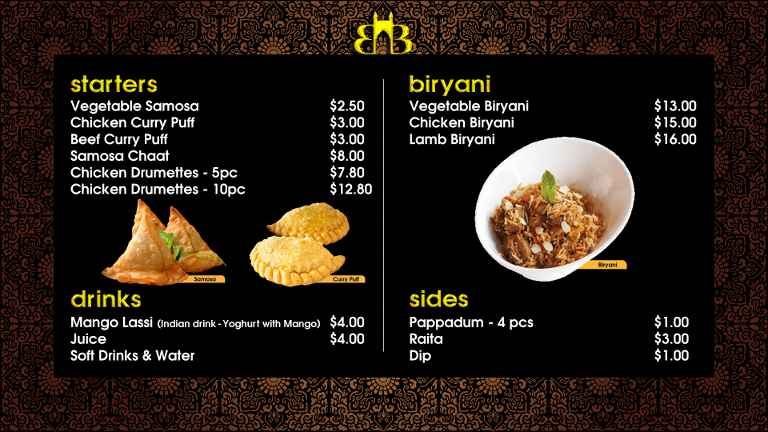 starters
Vegetable Samosa $2.50
Chicken Curry Puff $3.00
Beef Curry Puff $3.00
Samosa Chaat $8.00
Chicken Drumettes - 5pc $7.80
Chicken Drumettes - 10pc $12.80
Samosa
Curry Puff
drinks
Mango Lassi (Indian drink - Yoghurt with Mango) $4.00
Juice $4.00
Soft Drinks & Water
biryani
Vegetable Biryani $13.00
Chicken Biryani $15.00
Lamb Biryani $16.00
Biryani
sides
Pappadum - 4 pcs $1.00
Raita $3.00
Dip $1.00